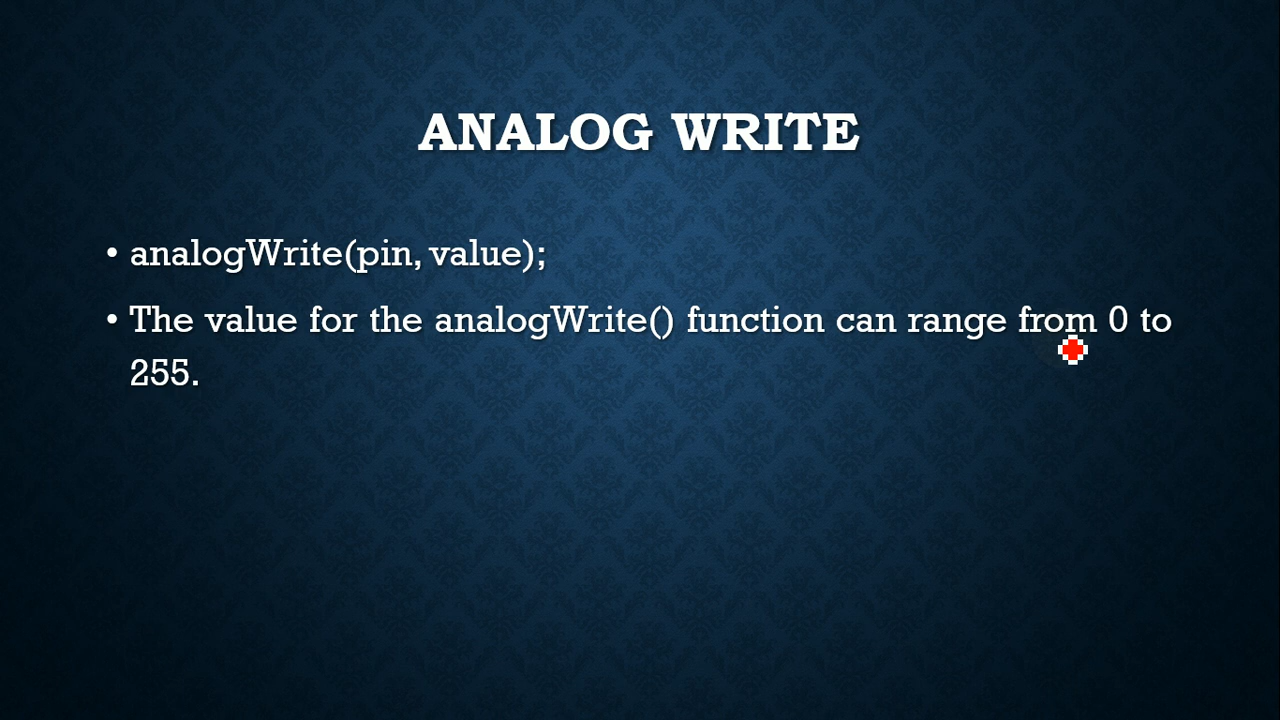 ANALOG WRITE
• analogWrite(pin, value);
• The value for the analogWrite() function can range from 0 to
255.